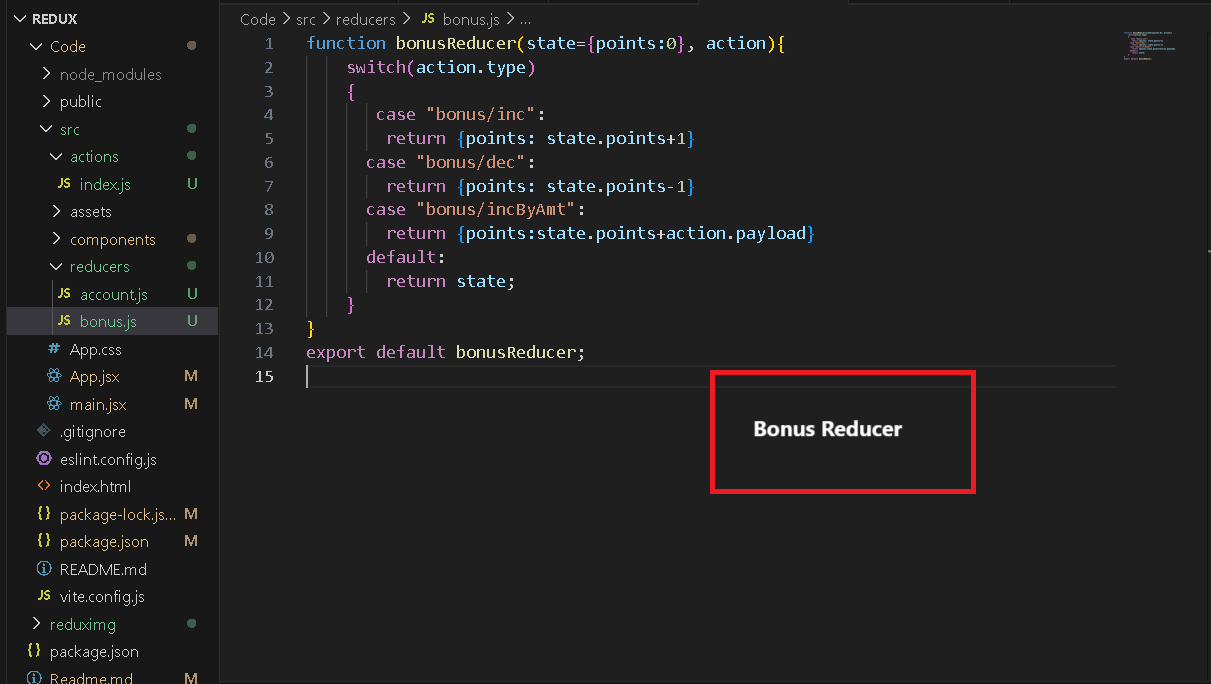 REDUX
Code
node_modules
public
src
actions
JS index.js U
assets
components
reducers
JS account.js U
JS bonus.js U
# App.css
App.jsx M
main.jsx M
.gitignore
eslint.config.js
<> index.html
{} package-lock.js... M
{} package.json M
README.md
JS vite.config.js
reduximg
{} package.json
Readme.md M
Code > src > reducers > JS bonus.js > ...
1 function bonusReducer(state={points:0}, action){
2 switch(action.type)
3 {
4 case "bonus/inc":
5 return {points: state.points+1}
6 case "bonus/dec":
7 return {points: state.points-1}
8 case "bonus/incByAmt":
9 return {points:state.points+action.payload}
10 default:
11 return state;
12 }
13 }
14 export default bonusReducer;
15
Bonus Reducer